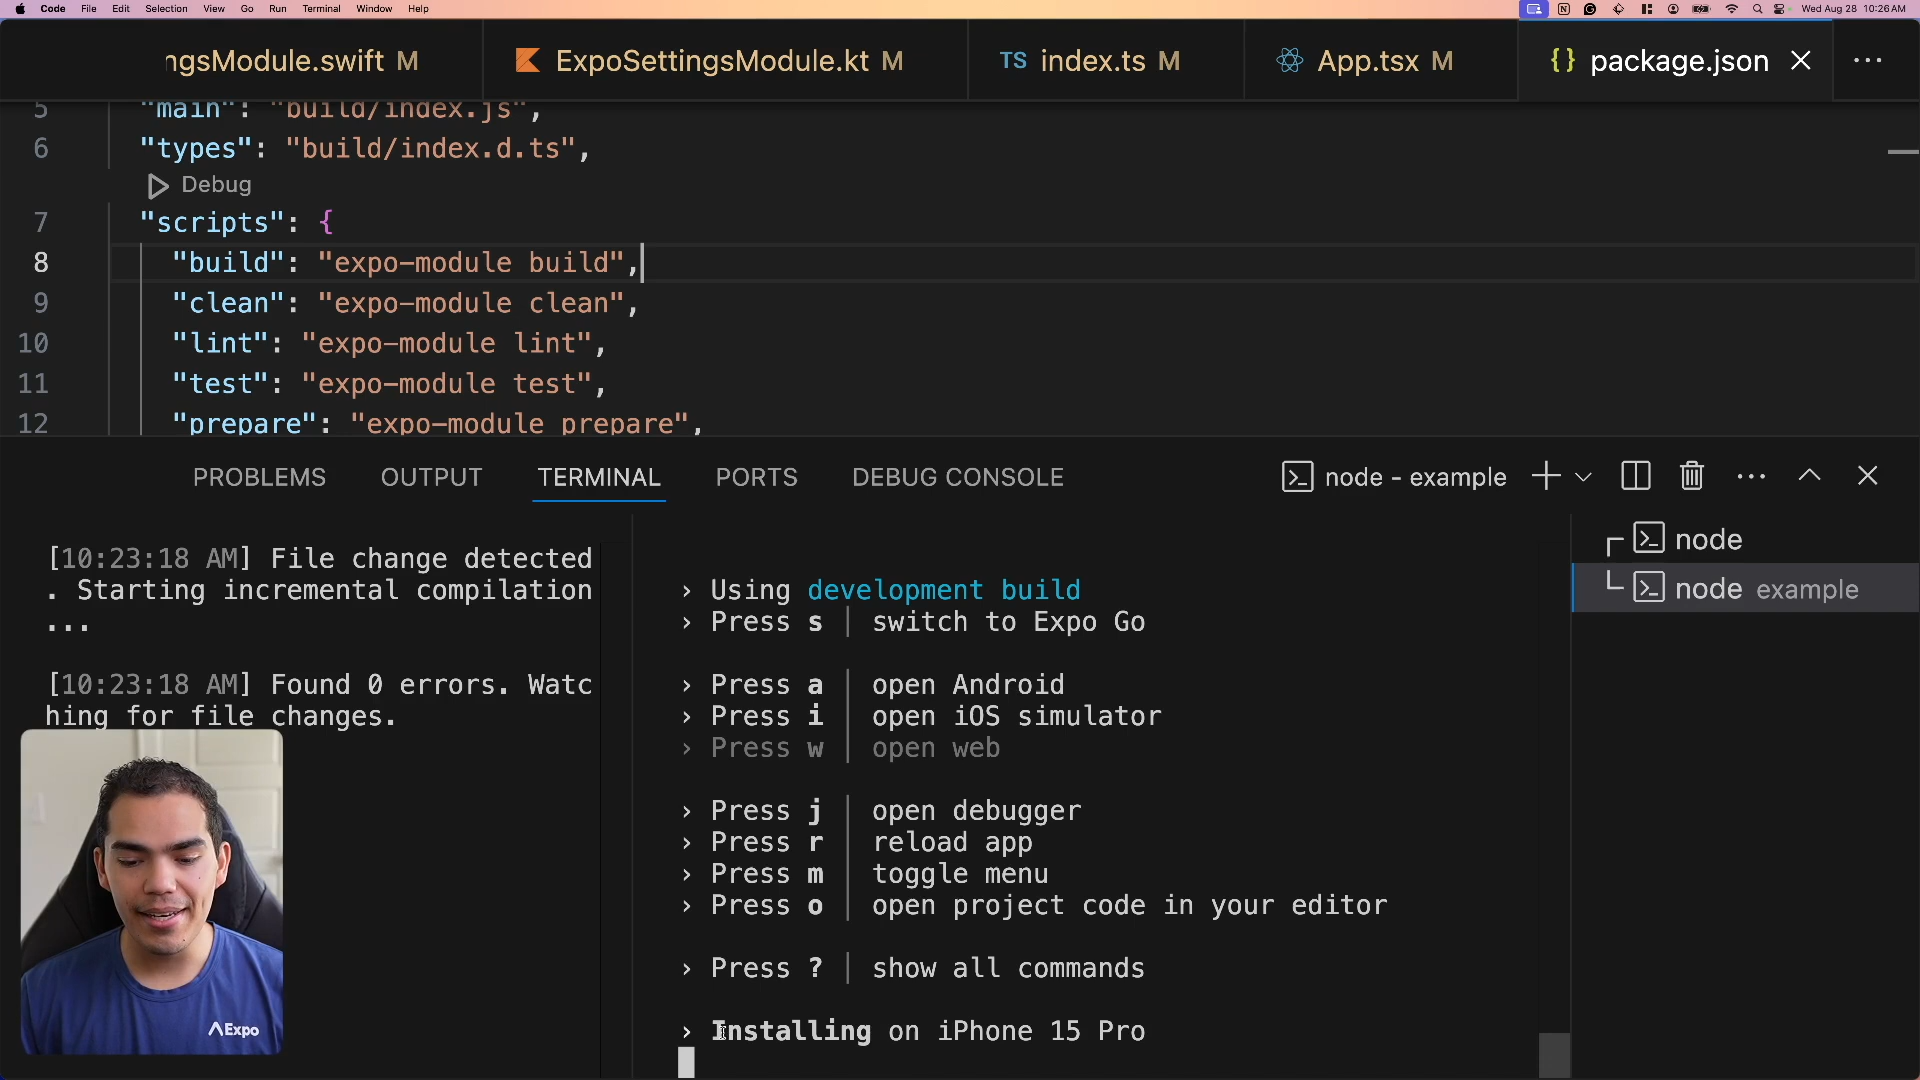 Code File Edit Selection View Go Run Terminal Window Help
Wed Aug 28 10:26 AM
ngsModule.swift M
ExpoSettingsModule.kt M
TS index.ts M
App.tsx M
{} package.json
5 "main": "build/index.js",
6 "types": "build/index.d.ts",
Debug
7 "scripts": {
8 "build": "expo-module build",
9 "clean": "expo-module clean",
10 "lint": "expo-module lint",
11 "test": "expo-module test",
12 "prepare": "expo-module prepare",
PROBLEMS OUTPUT TERMINAL PORTS DEBUG CONSOLE
node - example
[10:23:18 AM] File change detected
. Starting incremental compilation
...
[10:23:18 AM] Found 0 errors. Watc
hing for file changes.
› Using development build
› Press s │ switch to Expo Go
› Press a │ open Android
› Press i │ open iOS simulator
› Press w │ open web
› Press j │ open debugger
› Press r │ reload app
› Press m │ toggle menu
› Press o │ open project code in your editor
› Press ? │ show all commands
› Installing on iPhone 15 Pro
node
node example
Expo